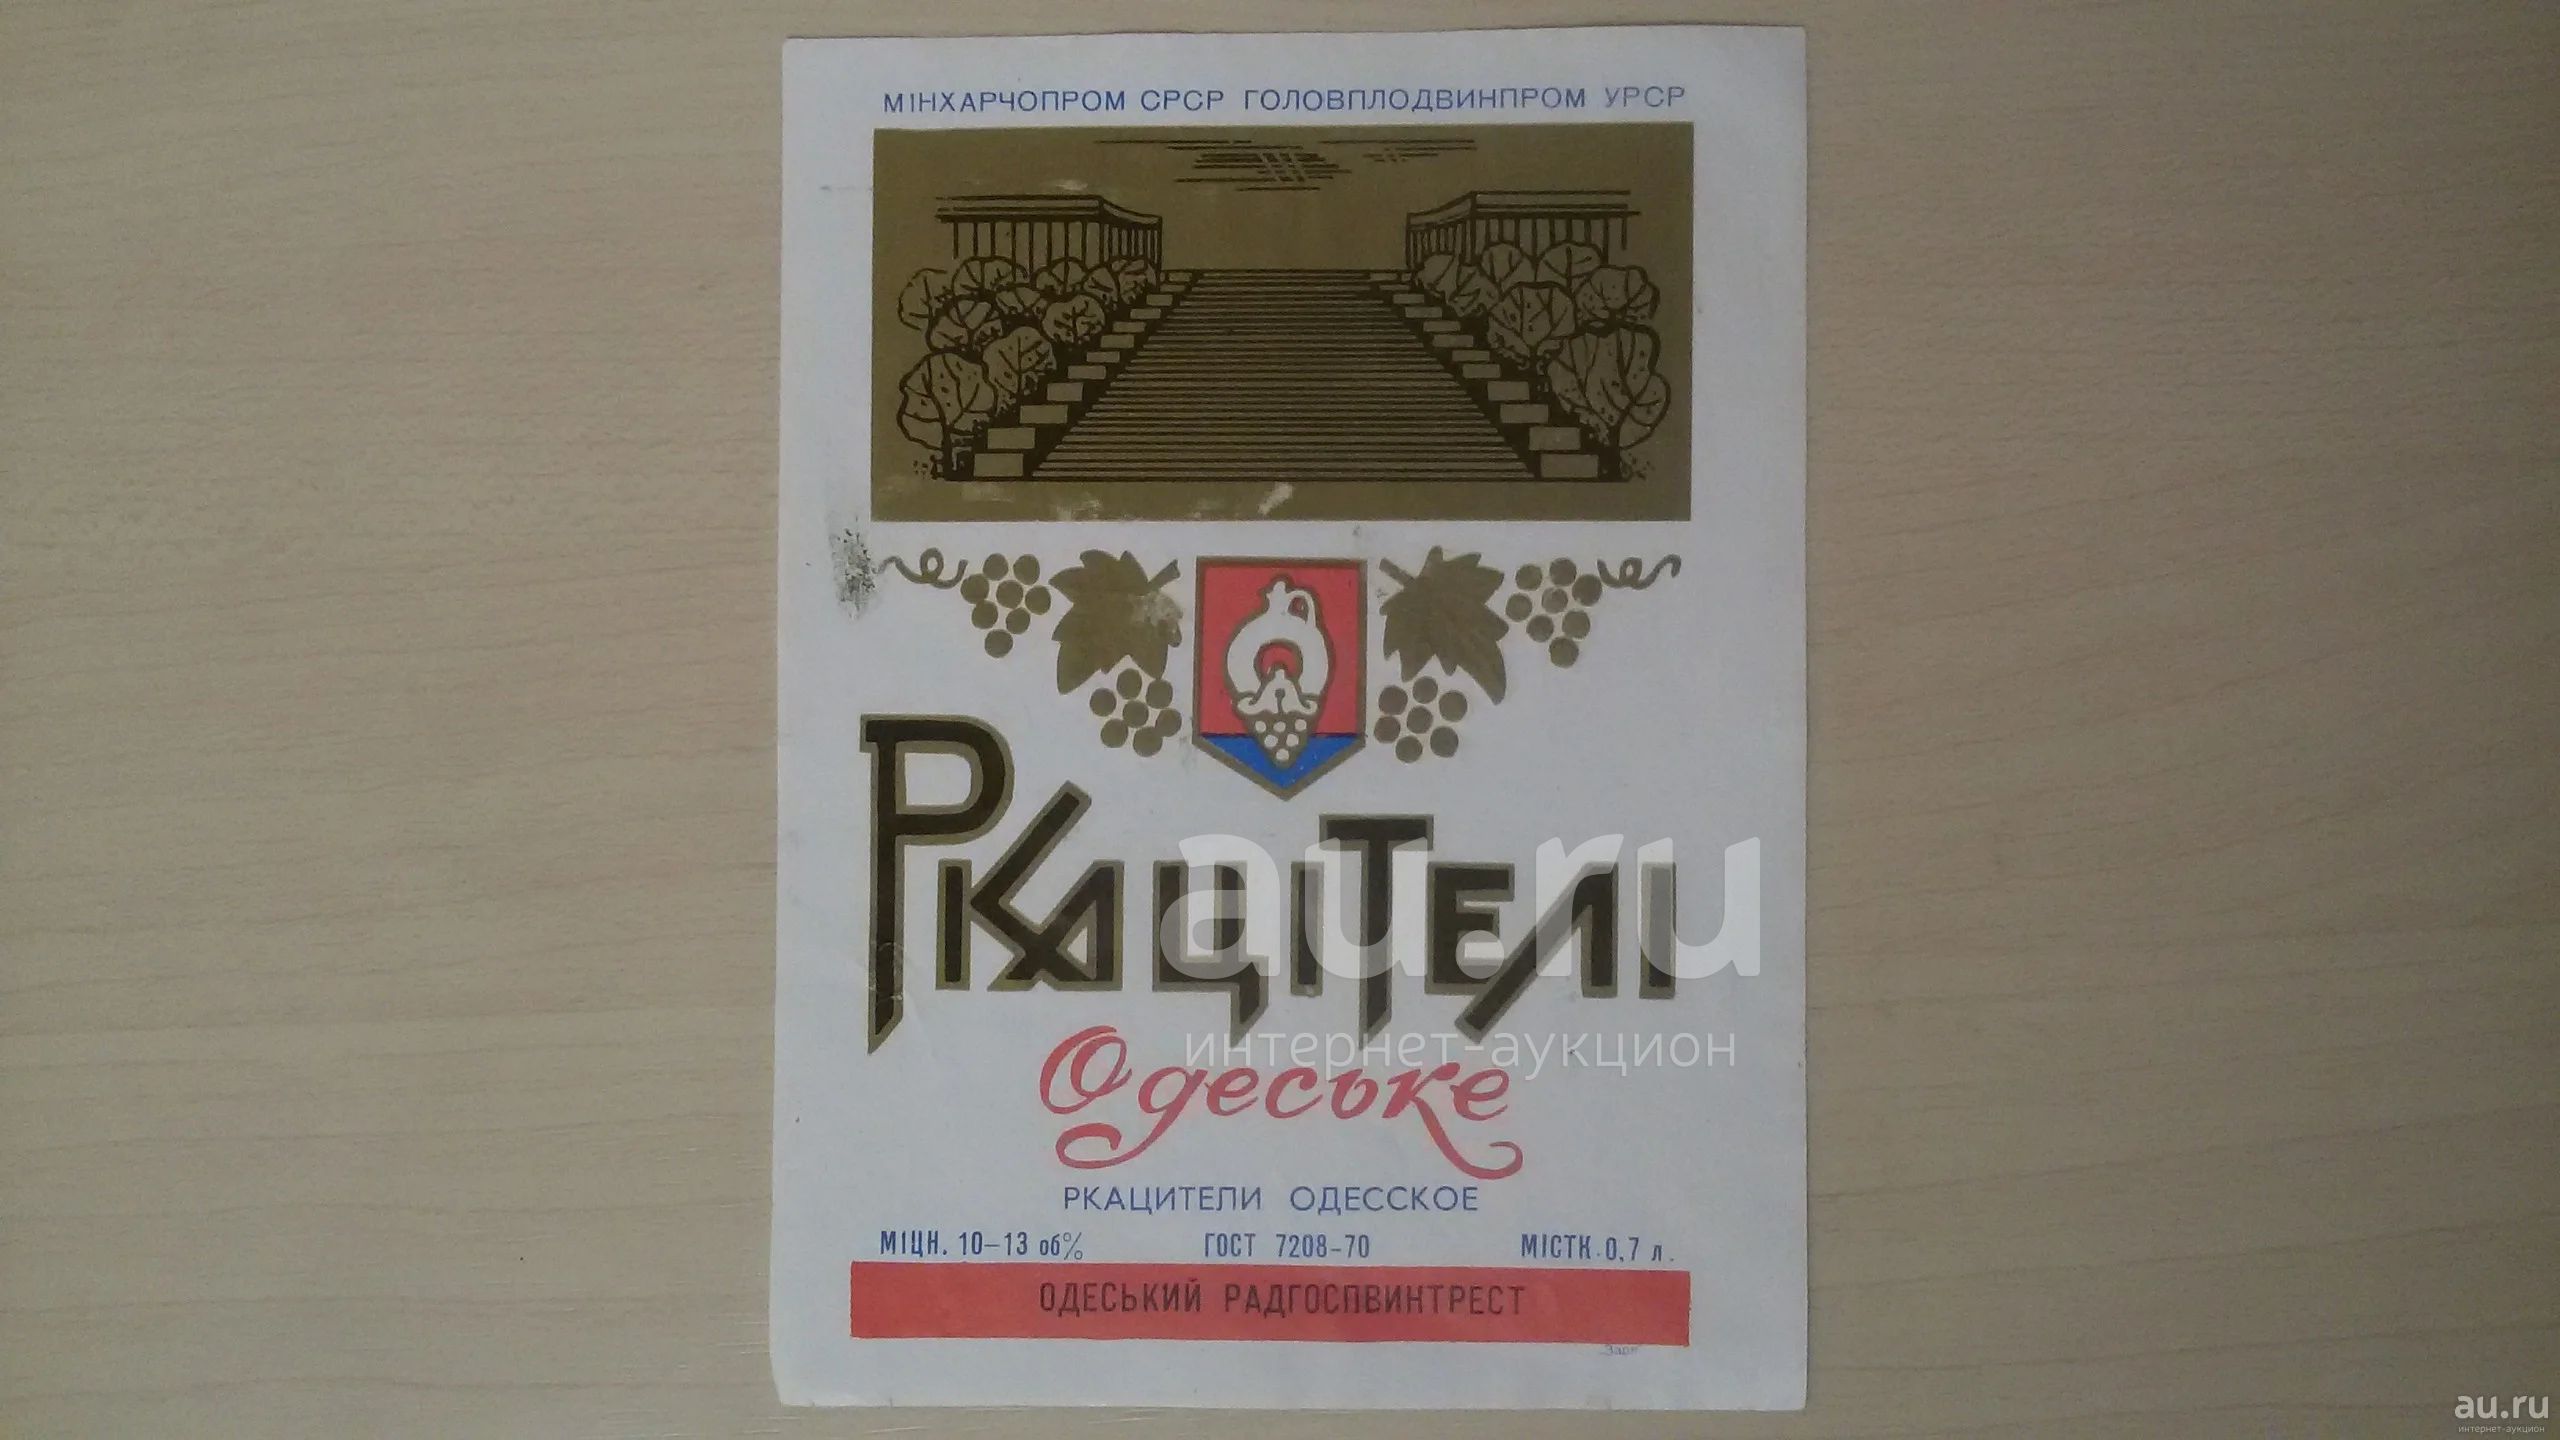 МІНХАРЧОПРОМ СРСР ГОЛОВПЛОДВИНПРОМ УРСР
Ркацителі
au.ru
интернет-аукцион
Одеське
РКАЦИТЕЛИ ОДЕССКОЕ
МІЦН. 10–13 об% ГОСТ 7208-70 МІСТК. 0,7 л.
ОДЕСЬКИЙ РАДГОСПВИНТРЕСТ
au.ru
интернет-аукцион